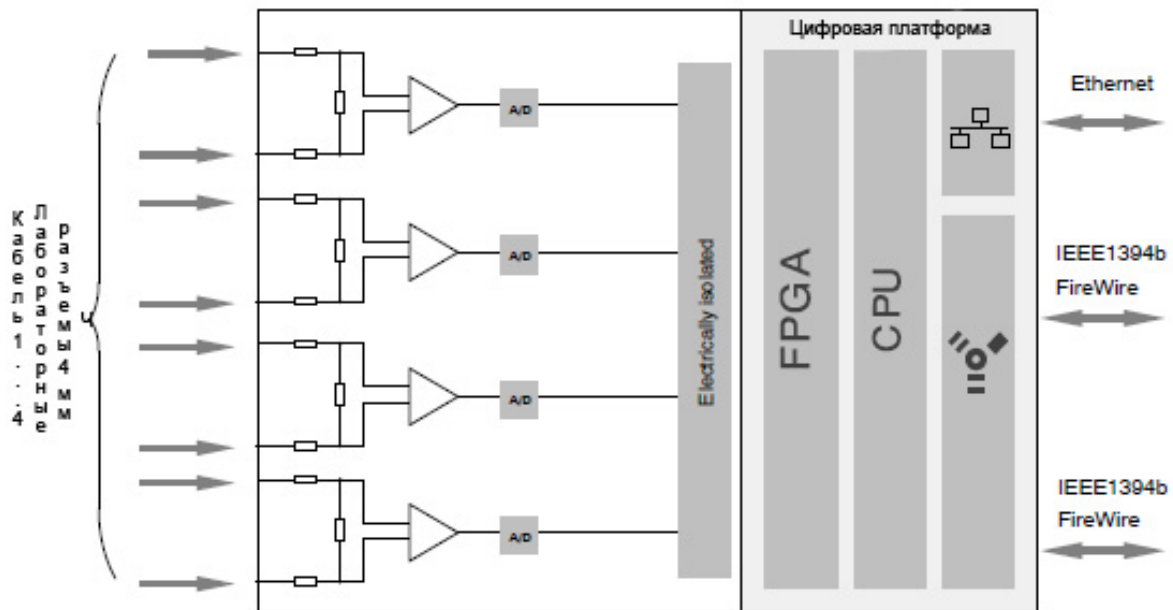 Кабель 1...4
Лабораторные
разъемы 4 мм
A/D
A/D
A/D
A/D
Electrically isolated
Цифровая платформа
FPGA
CPU
Ethernet
IEEE1394b
FireWire
IEEE1394b
FireWire